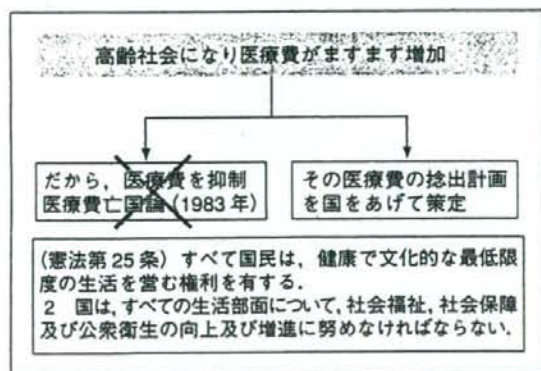 高齢社会になり医療費がますます増加
だから，医療費を抑制
医療費亡国論（1983年）
その医療費の捻出計画
を国をあげて策定
（憲法第25条）すべて国民は，健康で文化的な最低限
度の生活を営む権利を有する．
2　国は，すべての生活部面について，社会福祉，社会保障
及び公衆衛生の向上及び増進に努めなければならない．